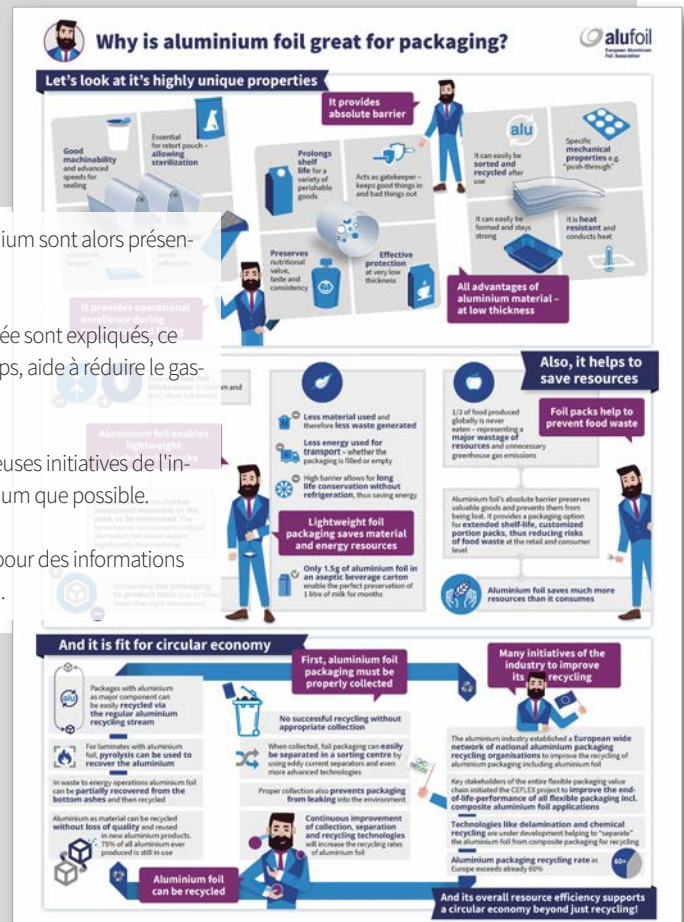 Why is aluminium foil great for packaging?
alufoil
European Aluminium
Foil Association
Let's look at it's highly unique properties
Good
machinability
and advanced
speeds for
sealing
Essential
for retort pouch –
allowing
sterilization
It provides
absolute barrier
Prolongs
shelf
life for a
variety of
perishable
goods
Acts as gatekeeper –
keeps good things in
and bad things out
Preserves
nutritional
value,
taste and
consistency
Effective
protection
at very low
thickness
alu
It can easily be
sorted and
recycled after
use
Specific
mechanical
properties e.g.
"push-through"
It can easily be
formed and stays
strong
It is heat
resistant and
conducts heat
All advantages of
aluminium material –
at low thickness
It provides operational
excellence during
nium sont alors présen-
ée sont expliqués, ce
ps, aide à réduire le gas-
euses initiatives de l'in-
ium que possible.
pour des informations
Also, it helps to
save resources
Aluminium foil enables
lightweight
Less material used and
therefore less waste generated
Less energy used for
transport – whether the
packaging is filled or empty
High barrier allows for long
life conservation without
refrigeration, thus saving energy
Lightweight foil
packaging saves material
and energy resources
Only 1.5g of aluminium foil in
an aseptic beverage carton
enable the perfect preservation of
1 litre of milk for months
1/3 of food produced
globally is never
eaten – representing a
major wastage of
resources and unnecessary
greenhouse gas emissions
Foil packs help to
prevent food waste
Aluminium foil's absolute barrier preserves
valuable goods and prevents them from
being lost. It provides a packaging option
for extended shelf-life, customized
portion packs, thus reducing risks
of food waste at the retail and consumer
level
Aluminium foil saves much more
resources than it consumes
And it is fit for circular economy
alu
Packages with aluminium
as major component can
be easily recycled via
the regular aluminium
recycling stream
For laminates with aluminium
foil, pyrolysis can be used to
recover the aluminium
In waste to energy operations aluminium foil
can be partially recovered from the
bottom ashes and then recycled
Aluminium as material can be recycled
without loss of quality and reused
in new aluminium products.
75% of all aluminium ever
produced is still in use
Aluminium foil
can be recycled
First, aluminium foil
packaging must be
properly collected
No successful recycling without
appropriate collection
When collected, foil packaging can easily
be separated in a sorting centre by
using eddy current separators and even
more advanced technologies
Proper collection also prevents packaging
from leaking into the environment
Continuous improvement
of collection, separation
and recycling technologies
will increase the recycling rates
of aluminium foil
Many initiatives of the
industry to improve
its recycling
The aluminium industry established a European wide
network of national aluminium packaging
recycling organisations to improve the recycling of
aluminium packaging including aluminium foil
Key stakeholders of the entire flexible packaging value
chain initiated the CEFLEX project to improve the end-
of-life-performance of all flexible packaging incl.
composite aluminium foil applications
Technologies like delamination and chemical
recycling are under development helping to "separate"
the aluminium foil from composite packaging for recycling
Aluminium packaging recycling rate in
Europe exceeds already 60%
60+
And its overall resource efficiency supports
a circular economy beyond just recycling!